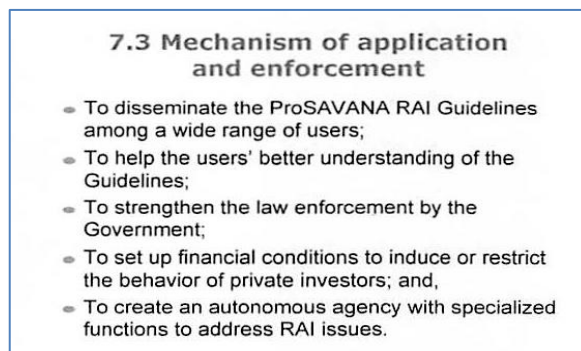 7.3 Mechanism of application
and enforcement
To disseminate the ProSAVANA RAI Guidelines
among a wide range of users;
To help the users' better understanding of the
Guidelines;
To strengthen the law enforcement by the
Government;
To set up financial conditions to induce or restrict
the behavior of private investors; and,
To create an autonomous agency with specialized
functions to address RAI issues.